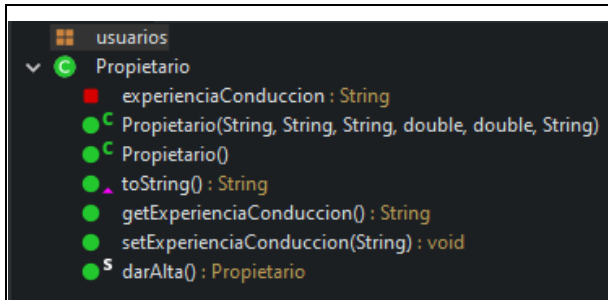 usuarios
C Propietario
experienciaConduccion : String
C Propietario(String, String, String, double, double, String)
C Propietario()
toString() : String
getExperienciaConduccion() : String
setExperienciaConduccion(String) : void
S darAlta() : Propietario